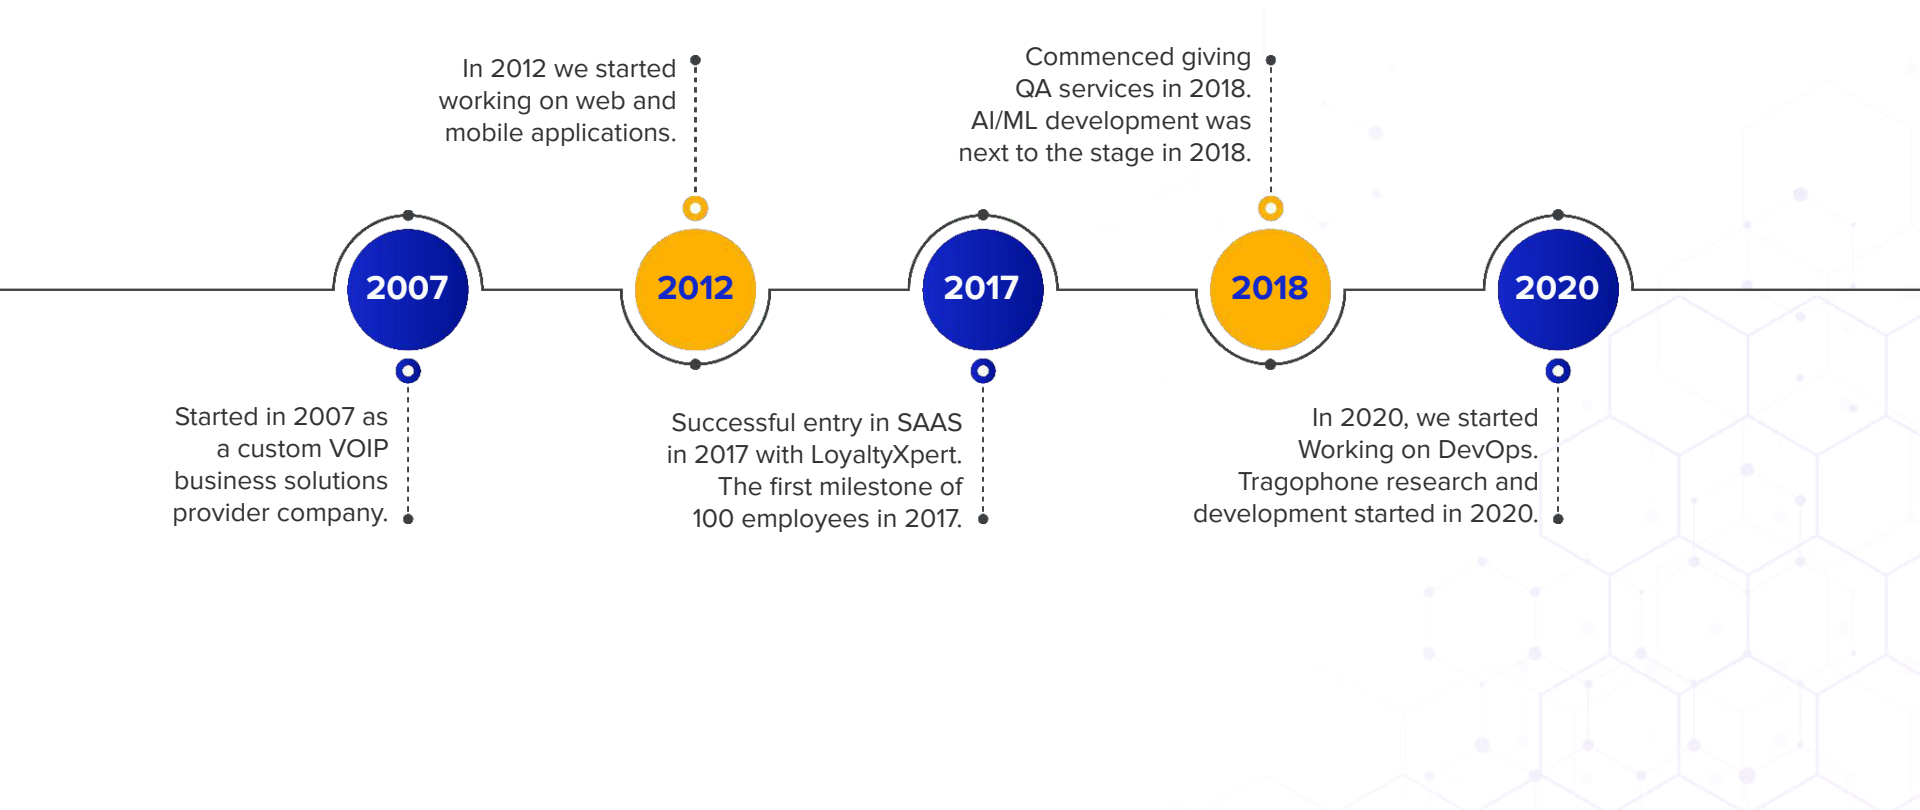 In 2012 we started
working on web and
mobile applications.
Commenced giving
QA services in 2018.
AI/ML development was
next to the stage in 2018.
2007
2012
2017
2018
2020
Started in 2007 as
a custom VOIP
business solutions
provider company.
Successful entry in SAAS
in 2017 with LoyaltyXpert.
The first milestone of
100 employees in 2017.
In 2020, we started
Working on DevOps.
Tragophone research and
development started in 2020.